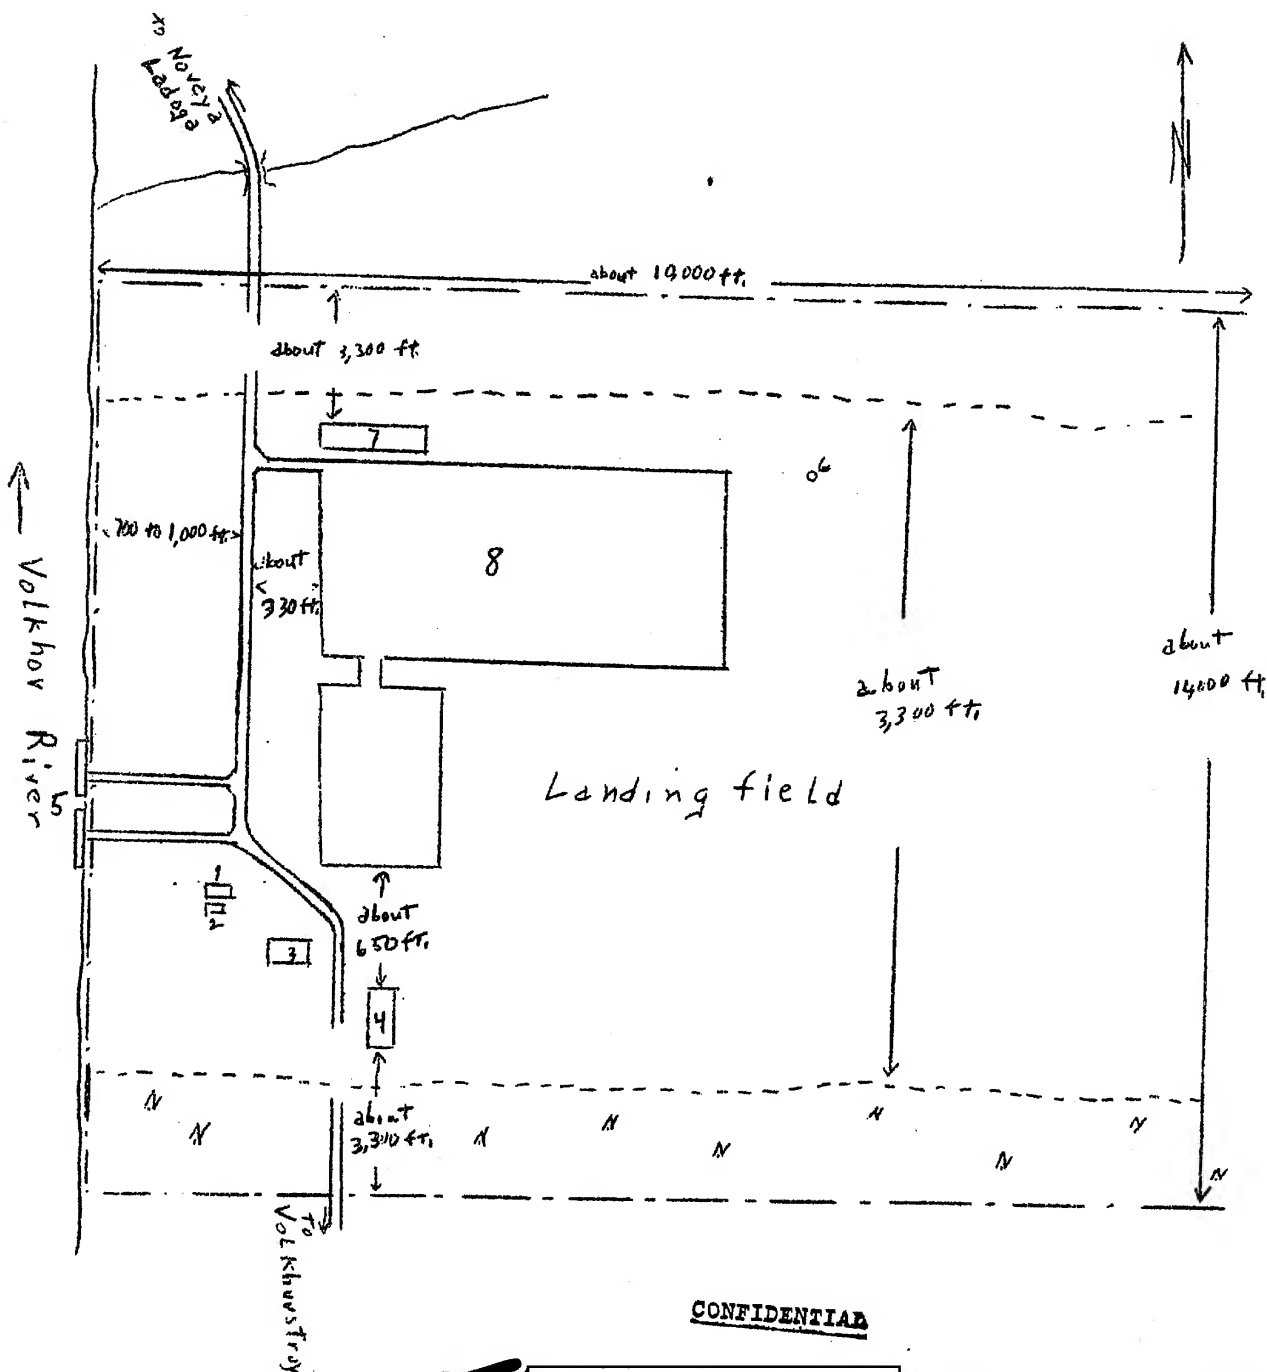 to Novaya
Ladoga
N
about 10,000 ft.
about 3,300 ft.
7
6
700 to 1,000 ft.
about
330 ft.
8
Volkhov River
about
3,300 ft.
about
14,000 ft.
Landing field
5
1
2
3
about
650 ft.
4
about
3,300 ft.
To
Volkhovstroy
CONFIDENTIAL